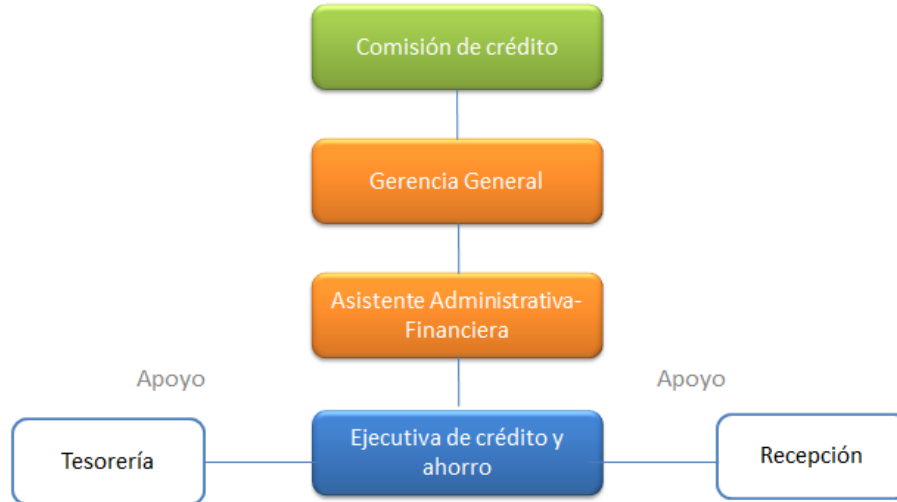 Comisión de crédito
Gerencia General
Asistente Administrativa-
Financiera
Apoyo
Apoyo
Tesorería
Ejecutiva de crédito y
ahorro
Recepción